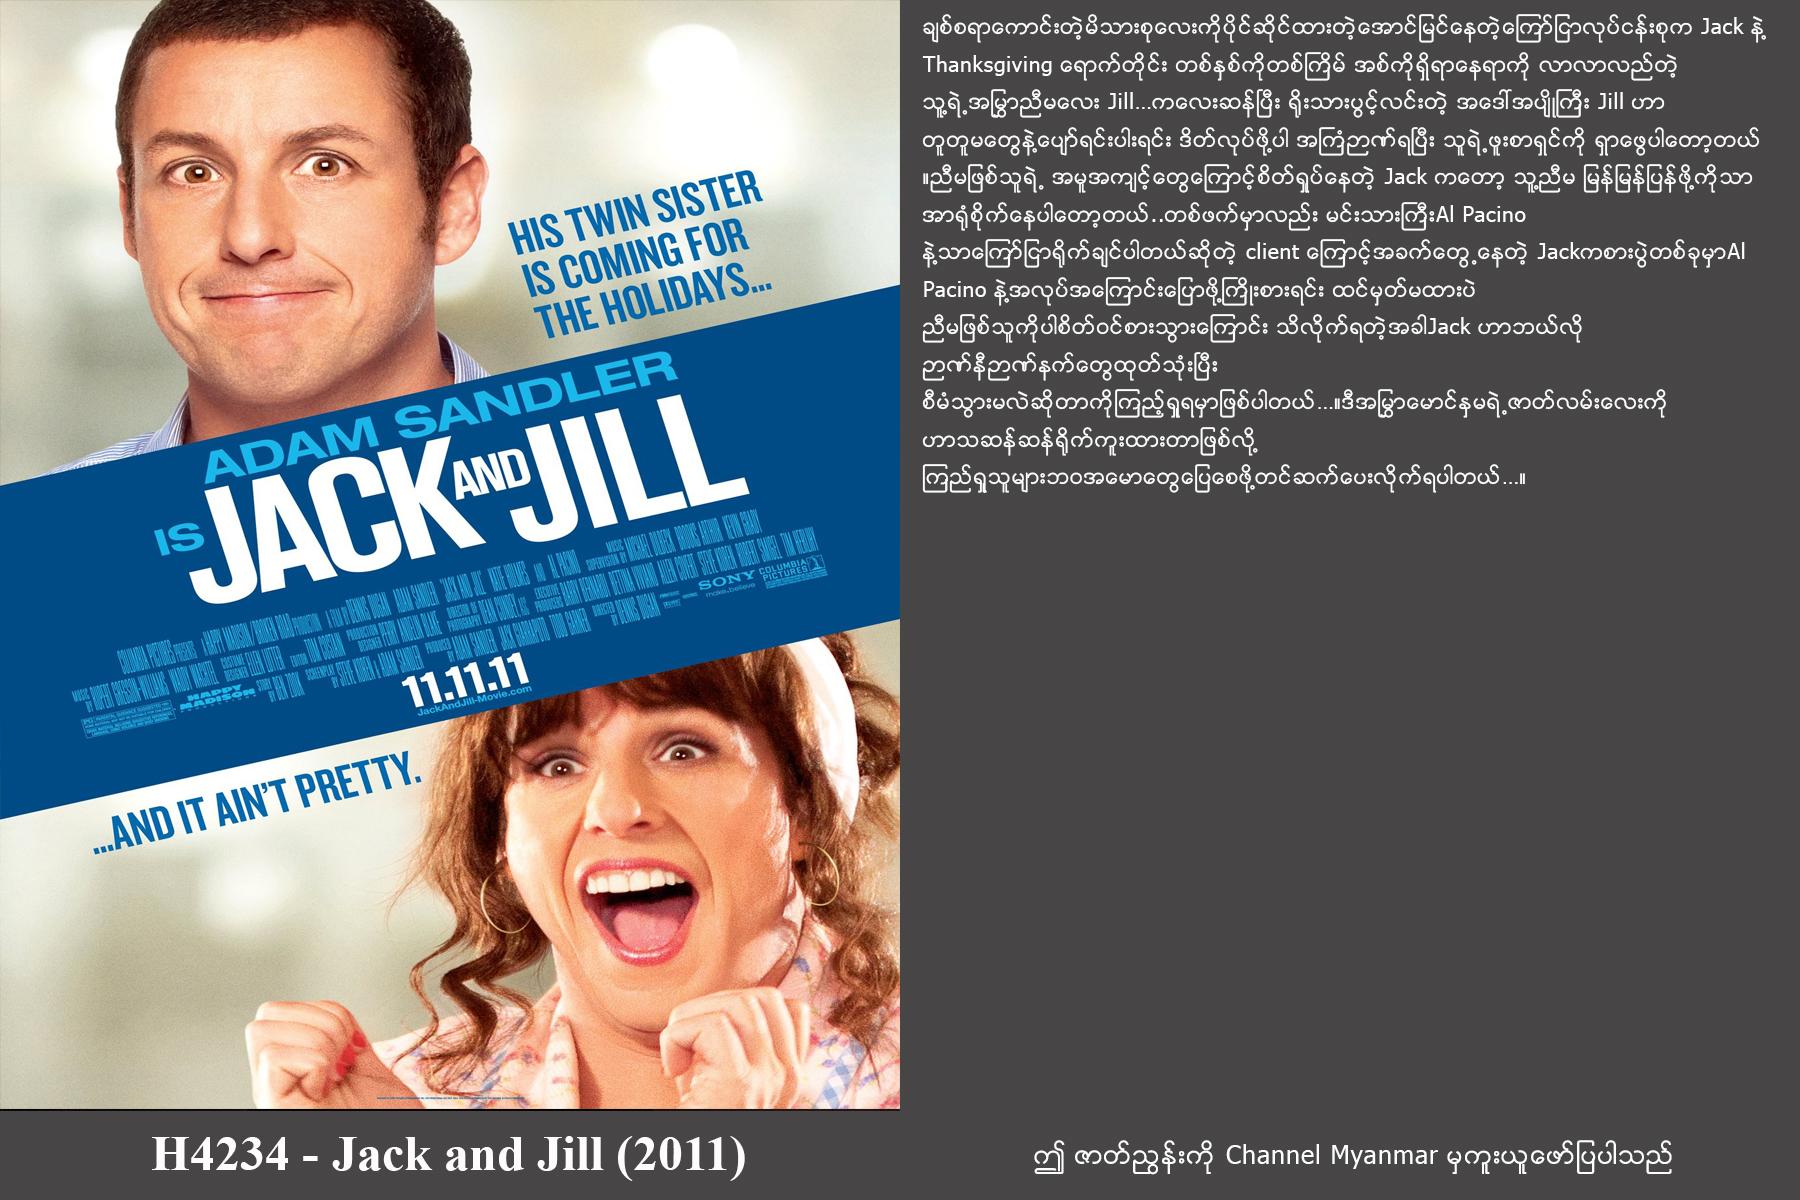 HIS TWIN SISTER
IS COMING FOR
THE HOLIDAYS...
ADAM SANDLER
IS JACK AND JILL
11.11.11
JackAndJill-Movie.com
HAPPY
MADISON
SONY
make.believe
COLUMBIA
PICTURES
...AND IT AIN'T PRETTY.
H4234 - Jack and Jill (2011)
ချစ်စရာကောင်းတဲ့မိသားစုလေးကိုပိုင်ဆိုင်ထားတဲ့အောင်မြင်နေတဲ့ကြော်ငြာလုပ်ငန်းစုက Jack နဲ့
Thanksgiving ရောက်တိုင်း တစ်နှစ်ကိုတစ်ကြိမ် အစ်ကိုရှိရာနေရာကို လာလာလည်တဲ့
သူ့ရဲ့အမြွှာညီမလေး Jill...ကလေးဆန်ပြီး ရိုးသားပွင့်လင်းတဲ့ အဒေါ်အပျိုကြီး Jill ဟာ
တူတူမတွေနဲ့ပျော်ရင်းပါးရင်း ဒိတ်လုပ်ဖို့ပါ အကြံဉာဏ်ရပြီး သူရဲ့ဖူးစာရှင်ကို ရှာဖွေပါတော့တယ်
။ညီမဖြစ်သူရဲ့ အမူအကျင့်တွေကြောင့်စိတ်ရှုပ်နေတဲ့ Jack ကတော့ သူ့ညီမ မြန်မြန်ပြန်ဖို့ကိုသာ
အာရုံစိုက်နေပါတော့တယ်..တစ်ဖက်မှာလည်း မင်းသားကြီးAl Pacino
နဲ့သာကြော်ငြာရိုက်ချင်ပါတယ်ဆိုတဲ့ client ကြောင့်အခက်တွေ့နေတဲ့ Jackကစားပွဲတစ်ခုမှာAl
Pacino နဲ့အလုပ်အကြောင်းပြောဖို့ကြိုးစားရင်း ထင်မှတ်မထားပဲ
ညီမဖြစ်သူကိုပါစိတ်ဝင်စားသွားကြောင်း သိလိုက်ရတဲ့အခါJack ဟာဘယ်လို
ဉာဏ်နီဉာဏ်နက်တွေထုတ်သုံးပြီး
စီမံသွားမလဲဆိုတာကိုကြည့်ရှုရမှာဖြစ်ပါတယ်...။ဒီအမြွှာမောင်နှမရဲ့ဇာတ်လမ်းလေးကို
ဟာသဆန်ဆန်ရိုက်ကူးထားတာဖြစ်လို့
ကြည်ရှုသူများဘဝအမောတွေပြေစေဖို့တင်ဆက်ပေးလိုက်ရပါတယ်...။
ဤ ဇာတ်ညွှန်းကို Channel Myanmar မှကူးယူဖော်ပြပါသည်